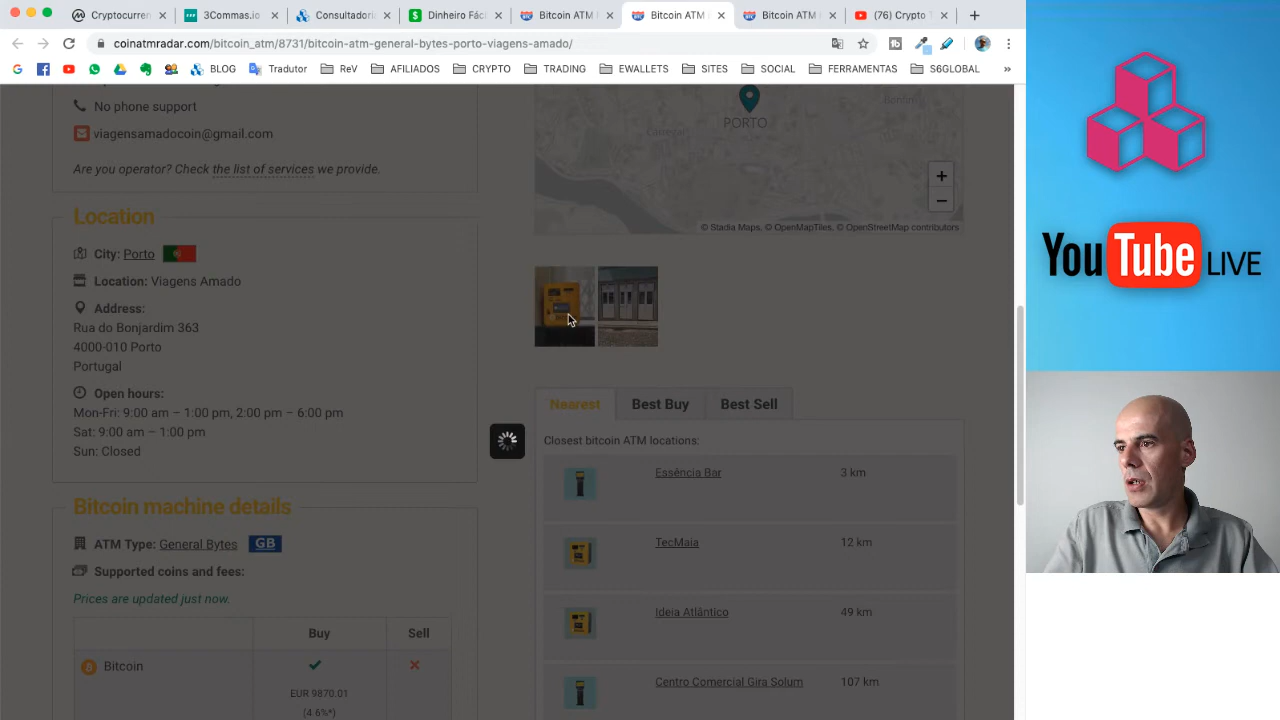 Cryptocurren
3Commas.io
Consultadoria
Dinheiro Fác
Bitcoin ATM
Bitcoin ATM
Bitcoin ATM
(76) Crypto
coinatmradar.com/bitcoin_atm/8731/bitcoin-atm-general-bytes-porto-viagens-amado/
BLOG
Tradutor
ReV
AFILIADOS
CRYPTO
TRADING
EWALLETS
SITES
SOCIAL
FERRAMENTAS
S6GLOBAL
»
No phone support
viagensamadocoin@gmail.com
Are you operator? Check the list of services we provide.
Location
City: Porto
Location: Viagens Amado
Address:
Rua do Bonjardim 363
4000-010 Porto
Portugal
Open hours:
Mon-Fri: 9:00 am – 1:00 pm, 2:00 pm – 6:00 pm
Sat: 9:00 am – 1:00 pm
Sun: Closed
Bitcoin machine details
ATM Type: General Bytes GB
Supported coins and fees:
Prices are updated just now.
Buy
Sell
Bitcoin
EUR 9870.01
(4.6%*)
Bonfim
PORTO
+
−
© Stadia Maps, © OpenMapTiles, © OpenStreetMap contributors
Nearest
Best Buy
Best Sell
Closest bitcoin ATM locations:
Essência Bar
3 km
TecMaia
12 km
Ideia Atlântico
49 km
Centro Comercial Gira Solum
107 km
YouTube LIVE